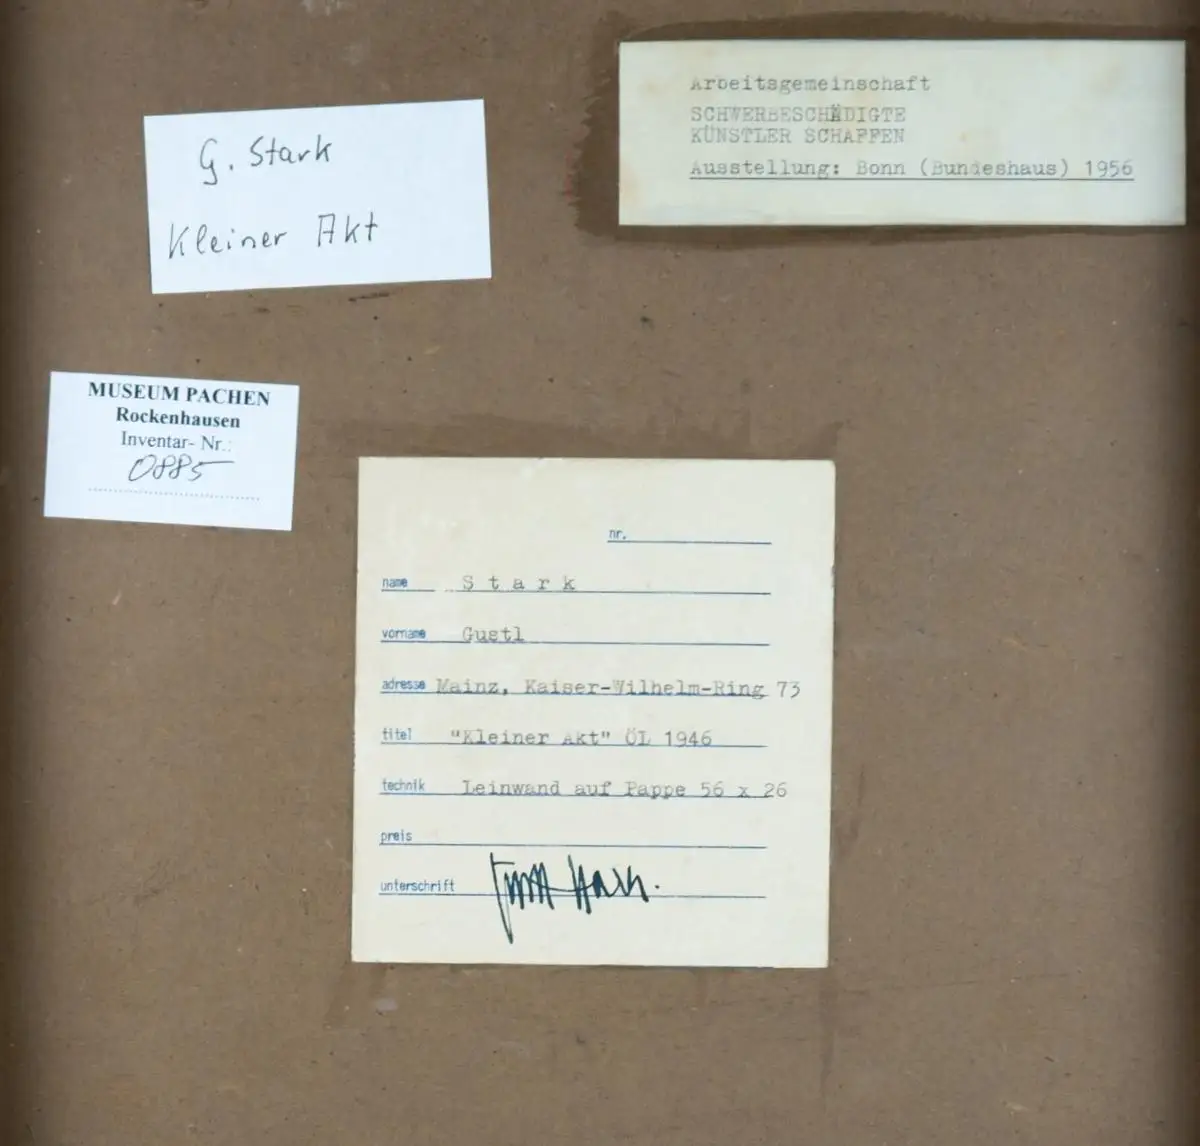 G. Stark
Kleiner Akt
Arbeitsgemeinschaft
SCHWERBESCHÄDIGTE
KÜNSTLER SCHAFFEN
Ausstellung: Bonn (Bundeshaus) 1956
MUSEUM PACHEN
Rockenhausen
Inventar- Nr.:
0885
nr.
name S t a r k
vorname Gustl
adresse Mainz, Kaiser-Wilhelm-Ring 73
titel "Kleiner Akt" ÖL 1946
technik Leinwand auf Pappe 56 x 26
preis
unterschrift